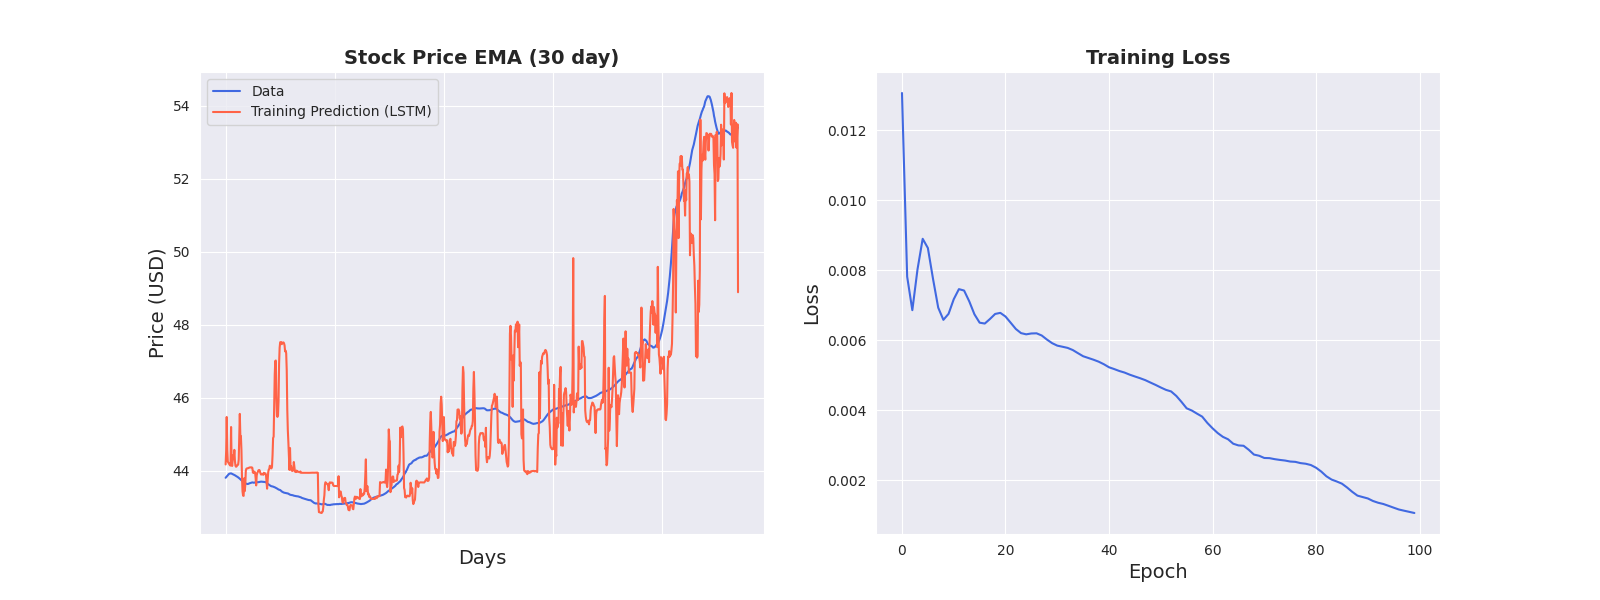 Stock Price EMA (30 day)
Data
Training Prediction (LSTM)
54
52
50
48
46
44
Price (USD)
Days
Training Loss
0.012
0.010
0.008
0.006
0.004
0.002
Loss
0
20
40
60
80
100
Epoch